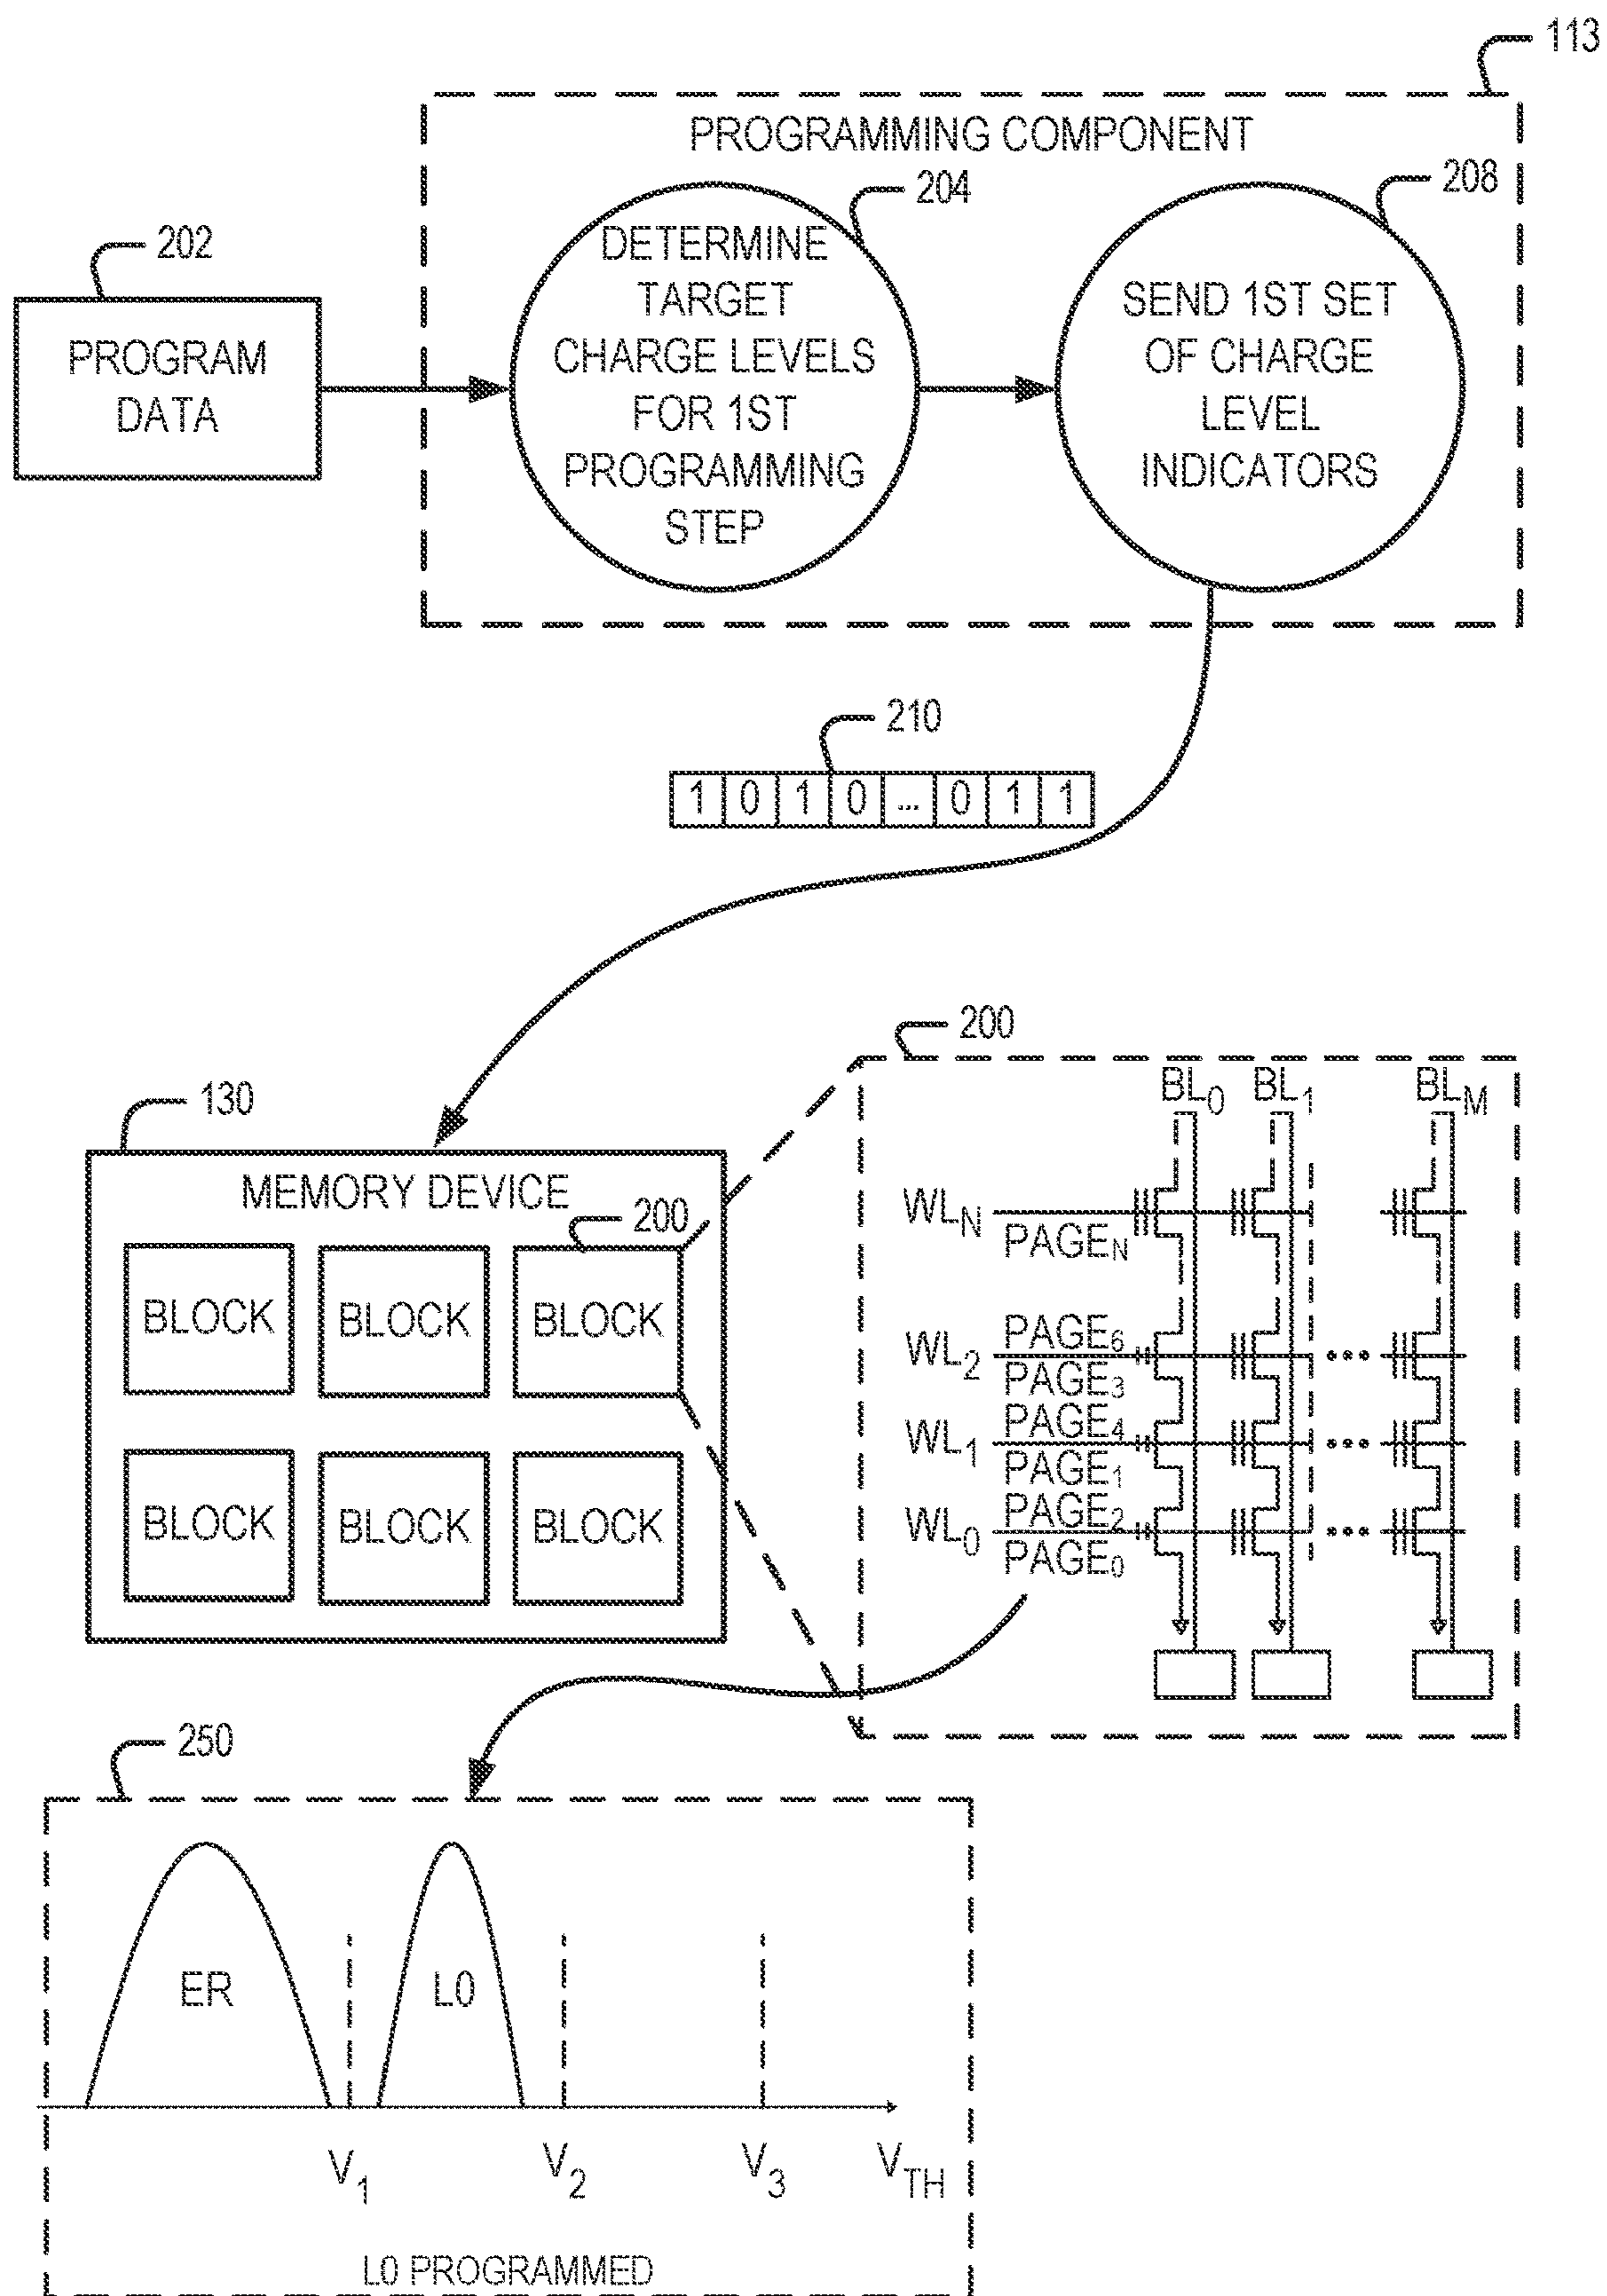 113
PROGRAMMING COMPONENT
204
208
202
DETERMINE
TARGET
CHARGE LEVELS
FOR 1ST
PROGRAMMING
STEP
SEND 1ST SET
OF CHARGE
LEVEL
INDICATORS
PROGRAM
DATA
210
1 0 1 0 ... 0 1 1
200
130
MEMORY DEVICE
200
BLOCK BLOCK BLOCK
BLOCK BLOCK BLOCK
BL0 BL1 BLM
WLN
PAGEN
PAGE6
WL2
PAGE3
PAGE4
WL1
PAGE1
PAGE2
WL0
PAGE0
250
ER L0
V1 V2 V3 VTH
L0 PROGRAMMED